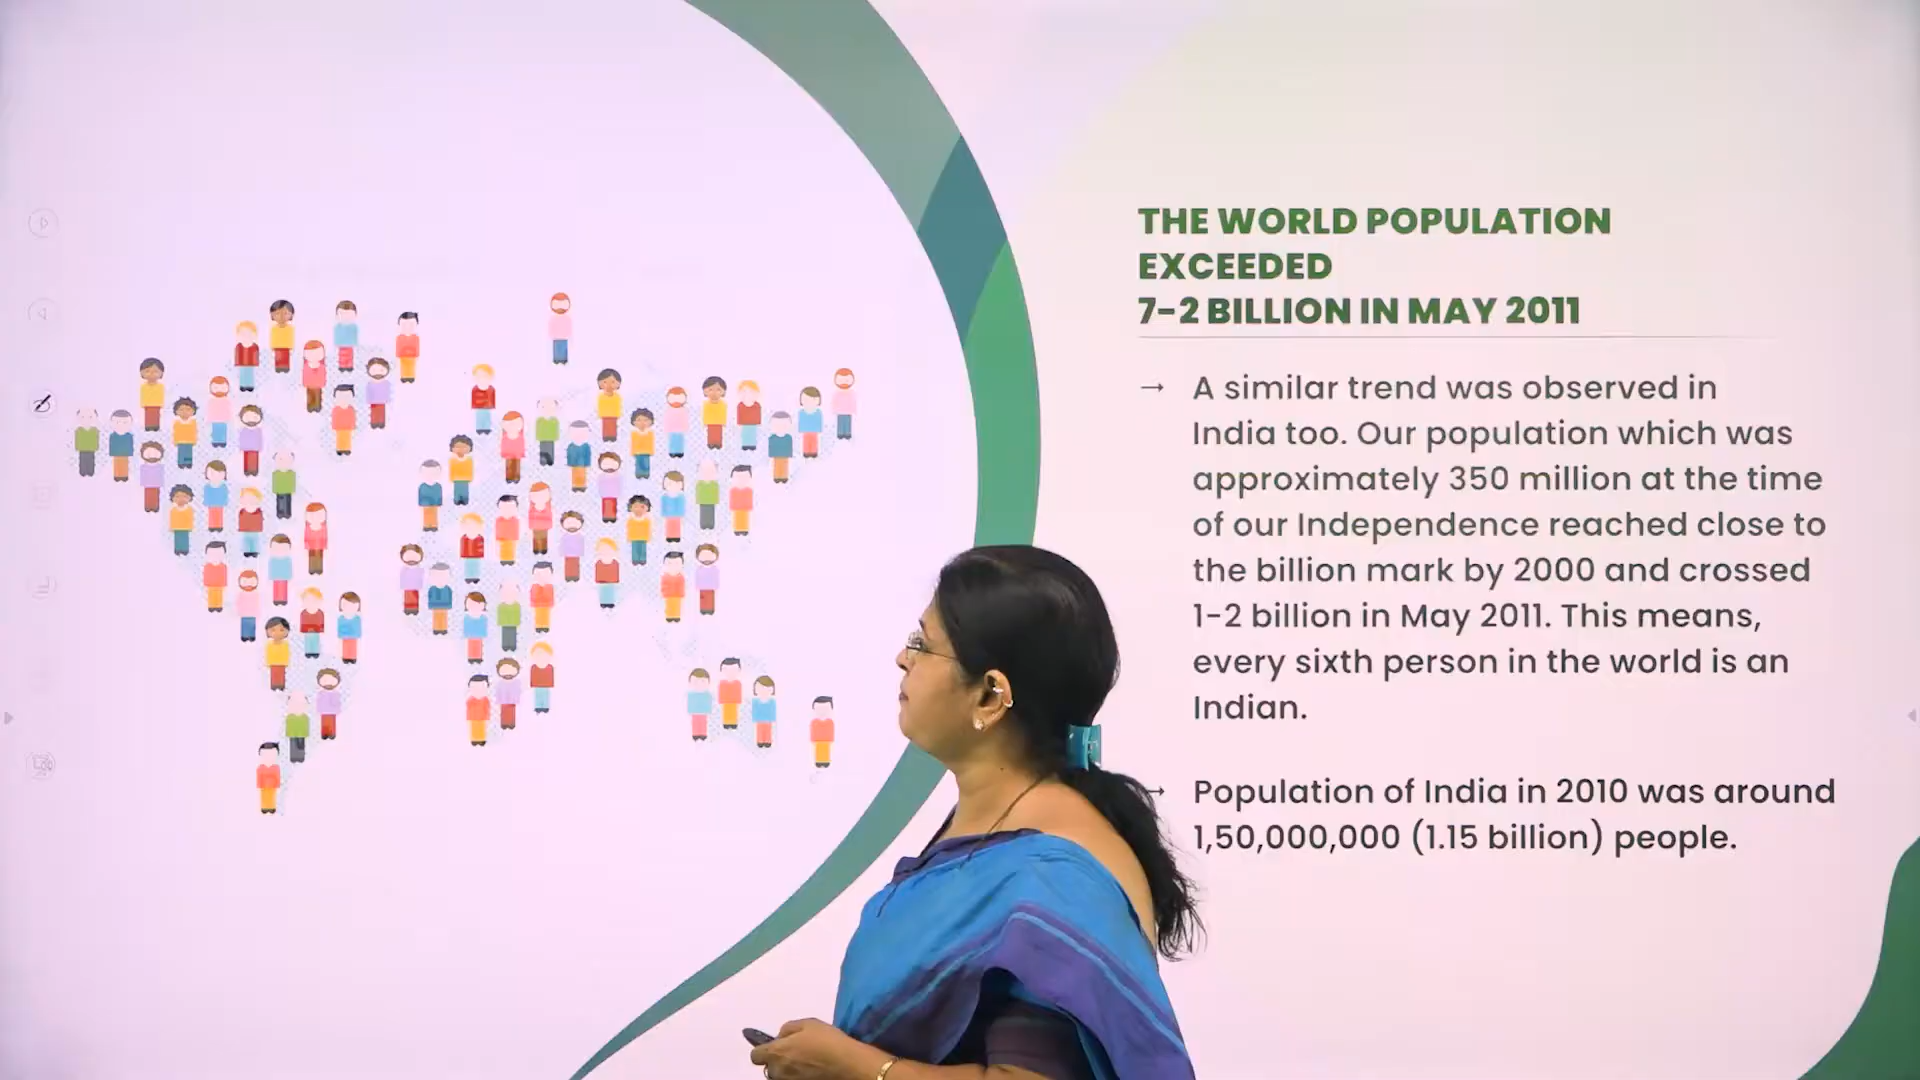 THE WORLD POPULATION
EXCEEDED
7-2 BILLION IN MAY 2011
→ A similar trend was observed in
India too. Our population which was
approximately 350 million at the time
of our Independence reached close to
the billion mark by 2000 and crossed
1-2 billion in May 2011. This means,
every sixth person in the world is an
Indian.
→ Population of India in 2010 was around
1,50,000,000 (1.15 billion) people.